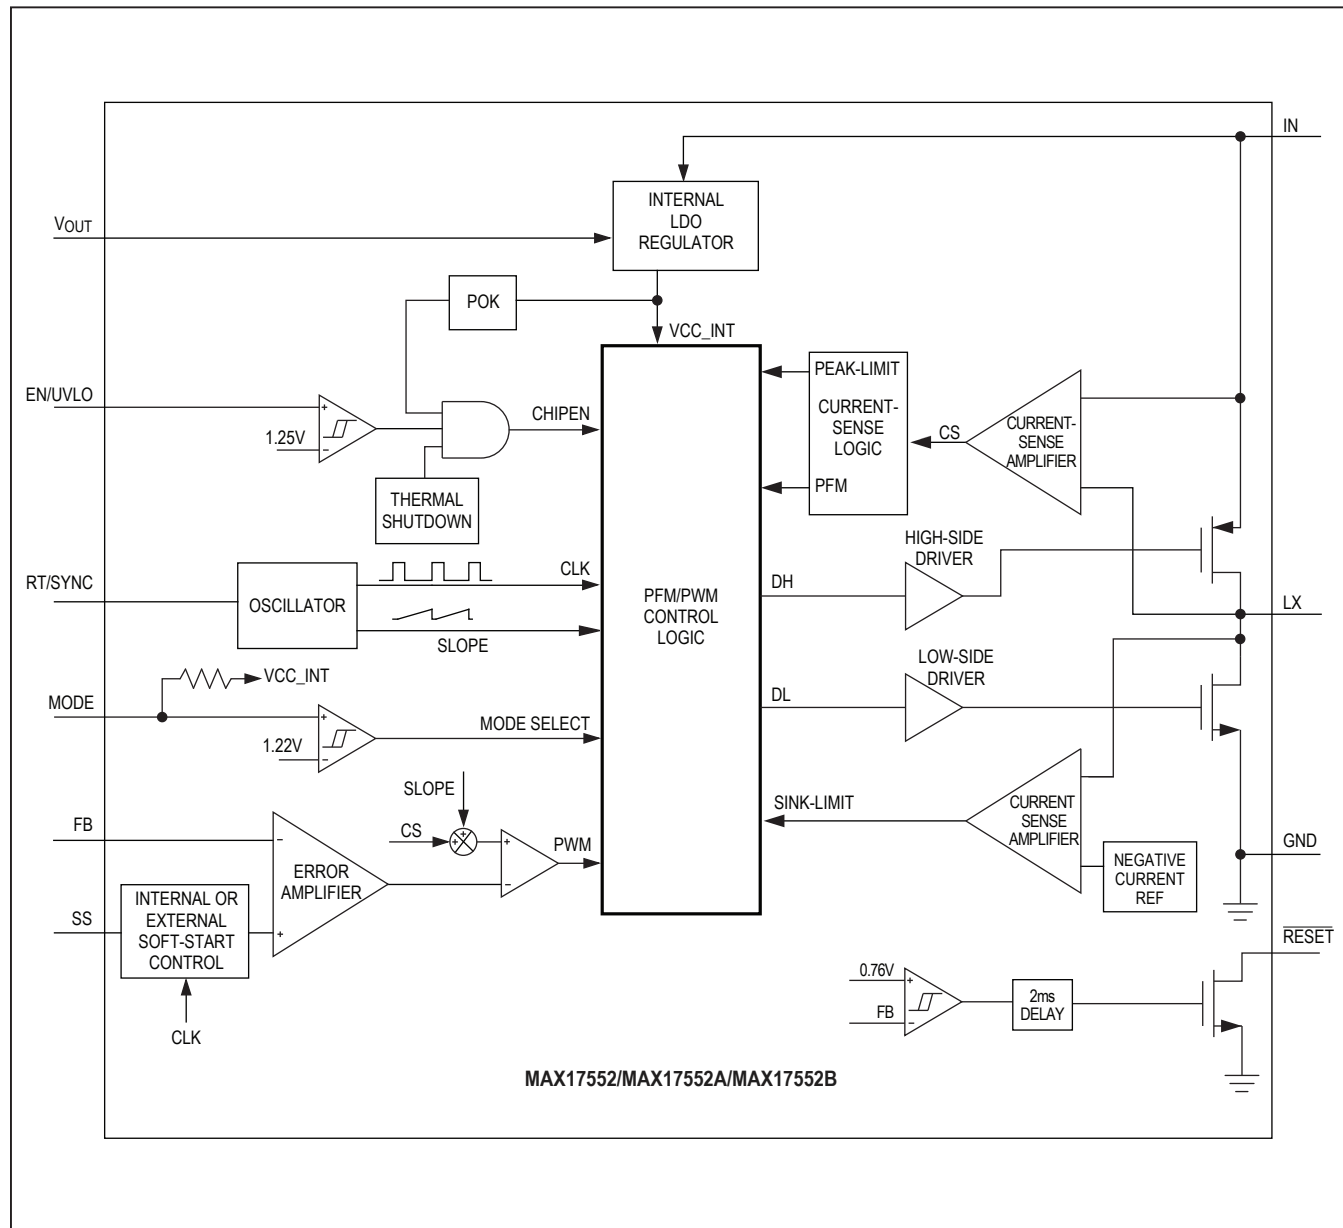 IN
INTERNAL
LDO
REGULATOR
VOUT
POK
VCC_INT
PEAK-LIMIT
CURRENT-
SENSE
LOGIC
PFM
CS
CURRENT-
SENSE
AMPLIFIER
EN/UVLO
1.25V
+
−
CHIPEN
THERMAL
SHUTDOWN
HIGH-SIDE
DRIVER
RT/SYNC
OSCILLATOR
CLK
SLOPE
PFM/PWM
CONTROL
LOGIC
DH
LX
LOW-SIDE
DRIVER
DL
VCC_INT
MODE
1.22V
+
−
MODE SELECT
SLOPE
CS
+
+
+
−
PWM
SINK-LIMIT
CURRENT
SENSE
AMPLIFIER
NEGATIVE
CURRENT
REF
GND
FB
−
ERROR
AMPLIFIER
+
SS
INTERNAL OR
EXTERNAL
SOFT-START
CONTROL
CLK
RESET
0.76V
+
FB
−
2ms
DELAY
MAX17552/MAX17552A/MAX17552B